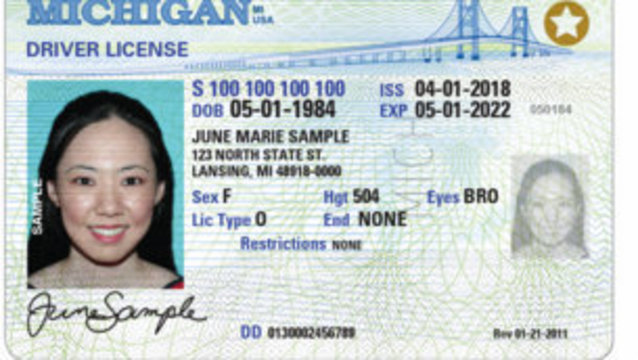 MICHIGAN MI USA
DRIVER LICENSE
S 100 100 100 100 ISS 04-01-2018
DOB 05-01-1984 EXP 05-01-2022 050184
JUNE MARIE SAMPLE
123 NORTH STATE ST.
LANSING, MI 48918-0000
Sex F Hgt 504 Eyes BRO
Lic Type O End NONE
Restrictions NONE
SAMPLE
June Sample
DD 0130002456789 Rev 01-21-2011